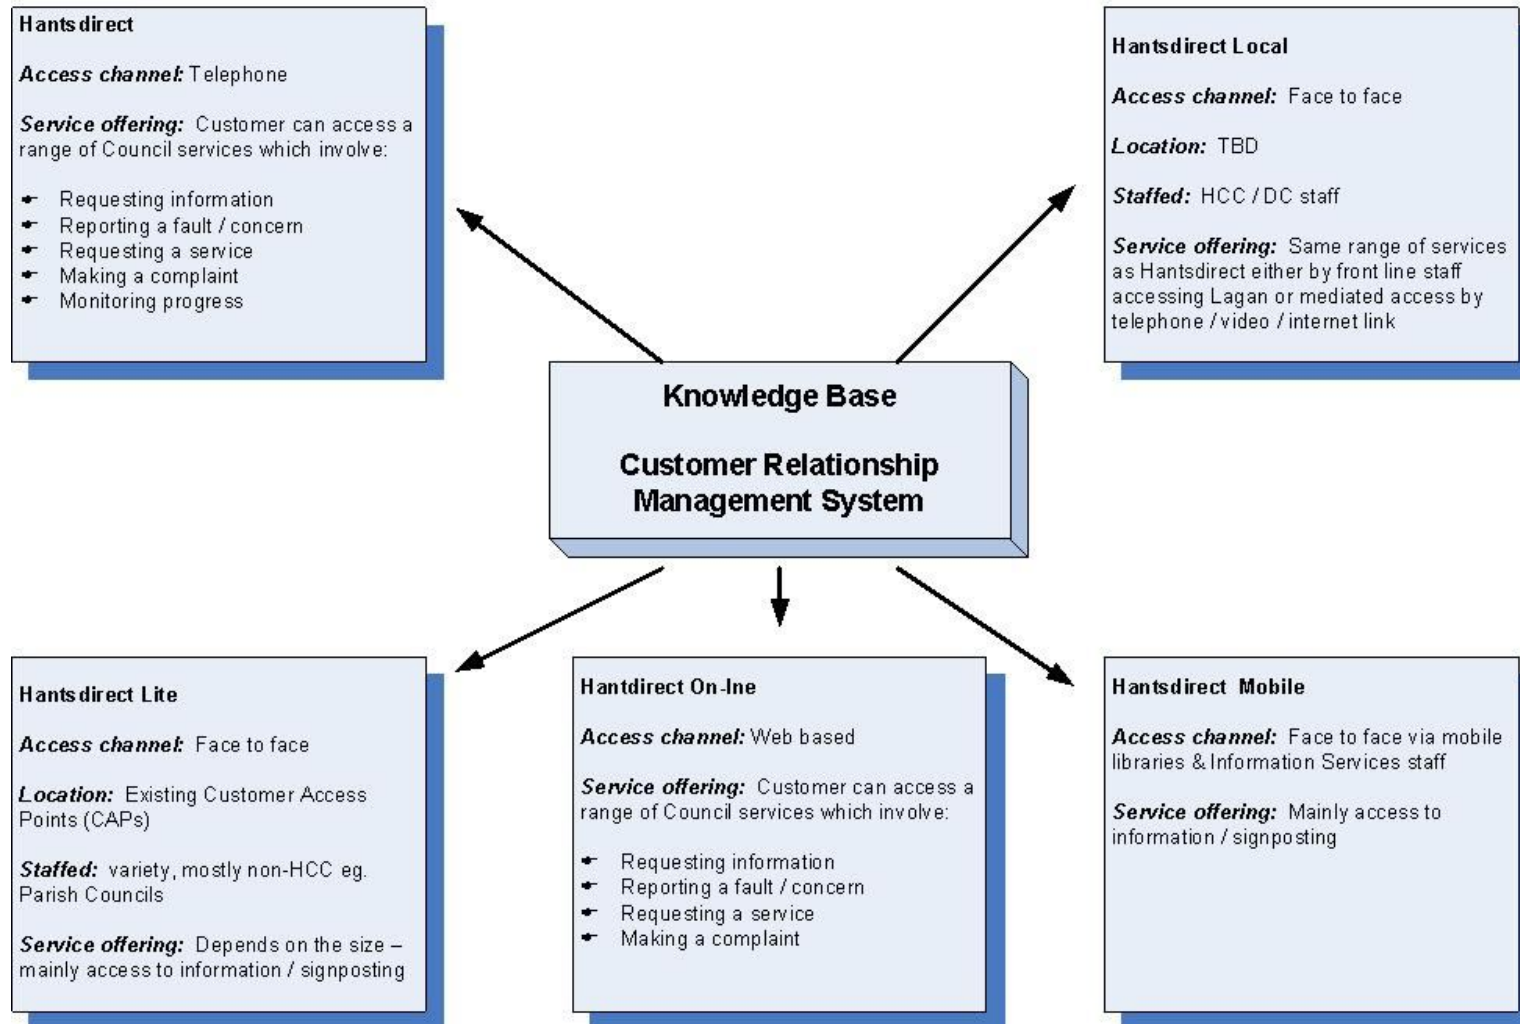 Hantsdirect
Access channel: Telephone
Service offering: Customer can access a
range of Council services which involve:
Requesting information
Reporting a fault / concern
Requesting a service
Making a complaint
Monitoring progress
Hantsdirect Local
Access channel: Face to face
Location: TBD
Staffed: HCC / DC staff
Service offering: Same range of services
as Hantsdirect either by front line staff
accessing Lagan or mediated access by
telephone / video / internet link
Knowledge Base
Customer Relationship
Management System
Hantsdirect Lite
Access channel: Face to face
Location: Existing Customer Access
Points (CAPs)
Staffed: variety, mostly non-HCC eg.
Parish Councils
Service offering: Depends on the size –
mainly access to information / signposting
Hantdirect On-lne
Access channel: Web based
Service offering: Customer can access a
range of Council services which involve:
Requesting information
Reporting a fault / concern
Requesting a service
Making a complaint
Hantsdirect Mobile
Access channel: Face to face via mobile
libraries & Information Services staff
Service offering: Mainly access to
information / signposting